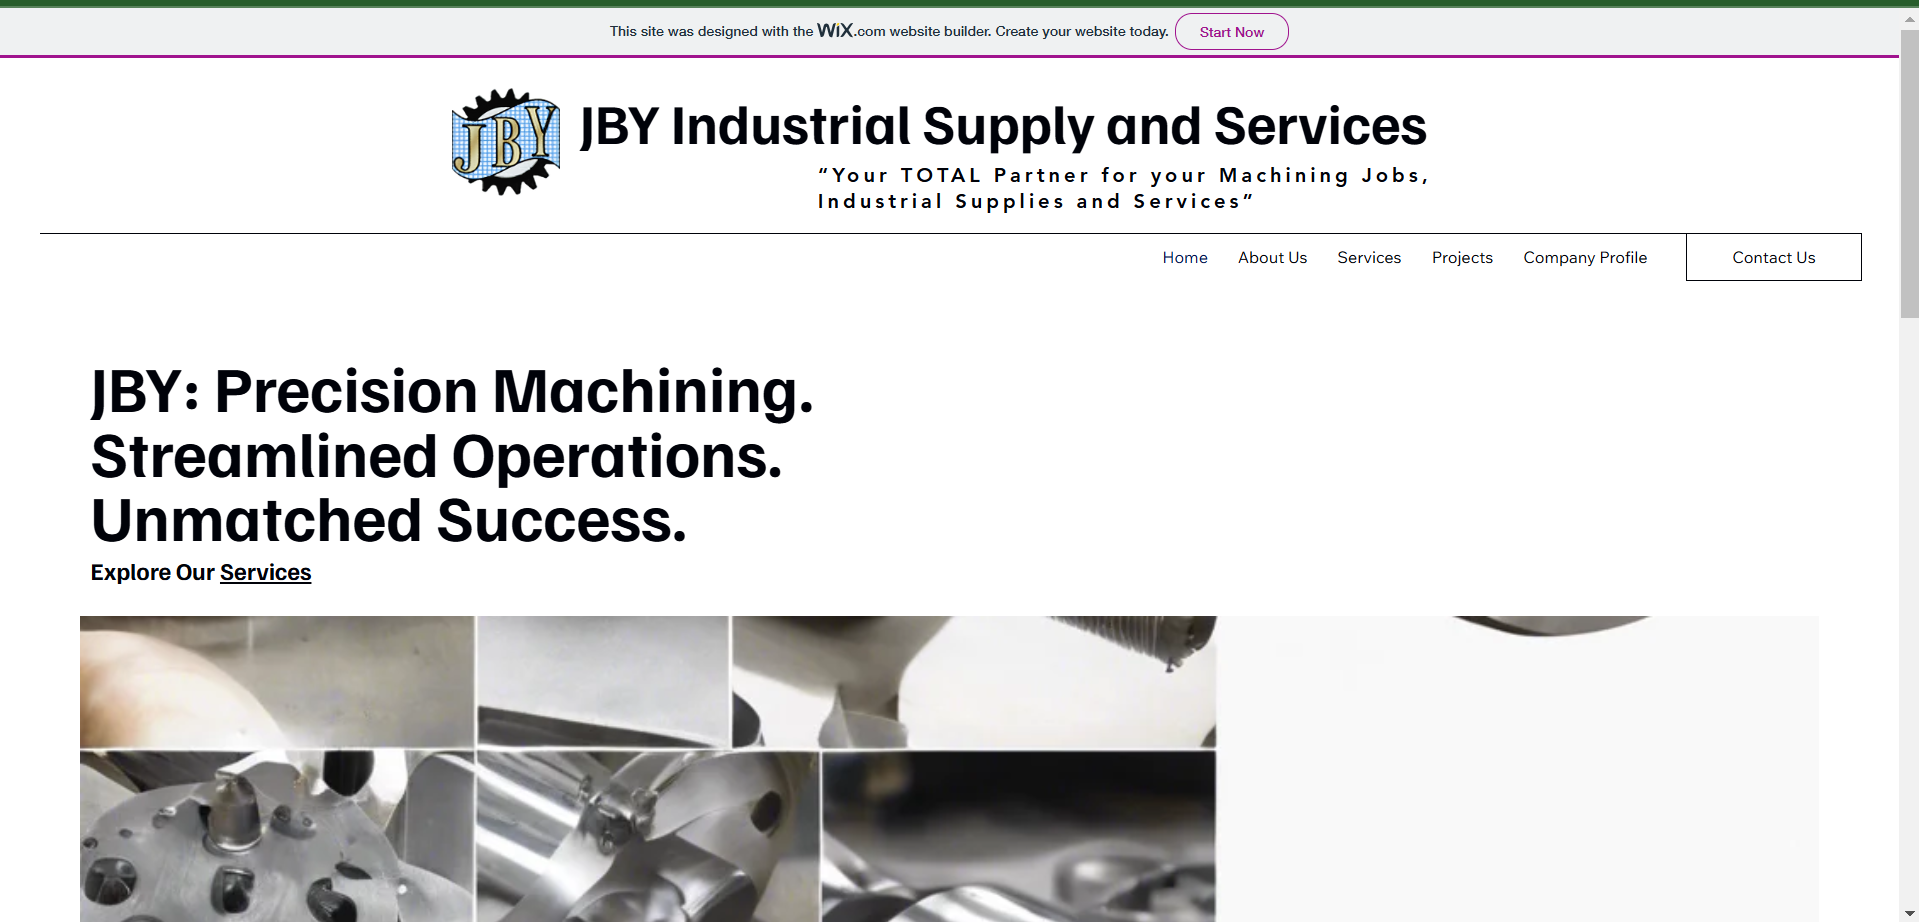 This site was designed with the WiX.com website builder. Create your website today. Start Now
JBY
JBY Industrial Supply and Services
“Your TOTAL Partner for your Machining Jobs,
Industrial Supplies and Services”
Home About Us Services Projects Company Profile Contact Us
JBY: Precision Machining.
Streamlined Operations.
Unmatched Success.
Explore Our Services